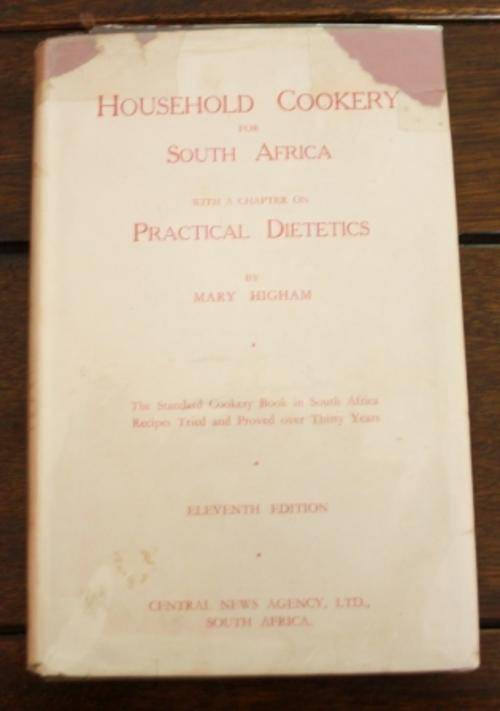 HOUSEHOLD COOKERY
FOR
SOUTH AFRICA
WITH A CHAPTER ON
PRACTICAL DIETETICS
BY
MARY HIGHAM
The Standard Cookery Book in South Africa
Recipes Tried and Proved over Thirty Years
ELEVENTH EDITION
CENTRAL NEWS AGENCY, LTD.,
SOUTH AFRICA.